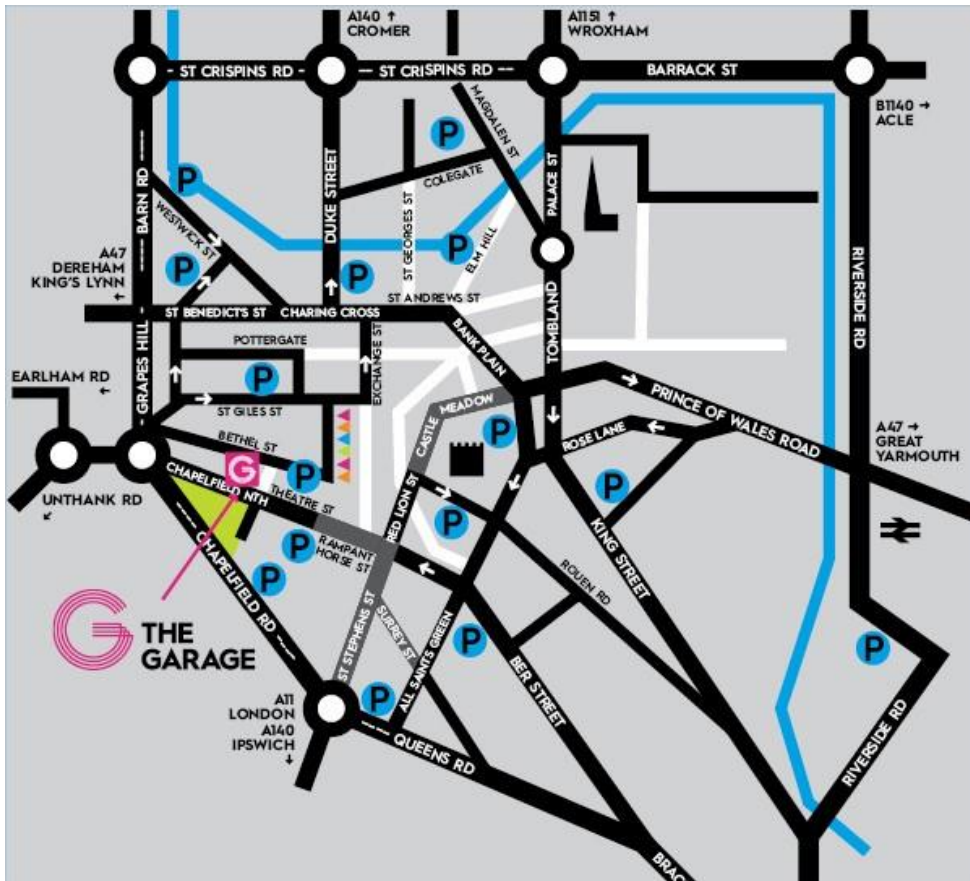 A140 ↑
CROMER
A1151 ↑
WROXHAM
ST CRISPINS RD
ST CRISPINS RD
BARRACK ST
B1140 →
ACLE
MAGDALEN ST
P
COLEGATE
DUKE STREET
BARN RD
P
WESTWICK ST
ST GEORGES ST
PALACE ST
ELM HILL
P
A47
DEREHAM
KING'S LYNN
←
P
P
RIVERSIDE RD
ST ANDREWS ST
ST BENEDICT'S ST
CHARING CROSS
TOMBLAND
BANK PLAIN
POTTERGATE
EXCHANGE ST
GRAPES HILL
EARLHAM RD ←
P
ST GILES ST
MEADOW
CASTLE
PRINCE OF WALES ROAD
A47 →
GREAT
YARMOUTH
BETHEL ST
P
ROSE LANE
G
P
THEATRE ST
CHAPELFIELD NTH
UNTHANK RD
↙
P
RED LION ST
P
KING STREET
RAMPANT
HORSE ST
P
P
ROUEN RD
CHAPELFIELD RD
G THE
GARAGE
ST STEPHENS ST
SURREY ST
ALL SAINTS GREEN
P
P
BER STREET
P
A11
LONDON
A140
IPSWICH
↓
QUEENS RD
RIVERSIDE RD
BRAC